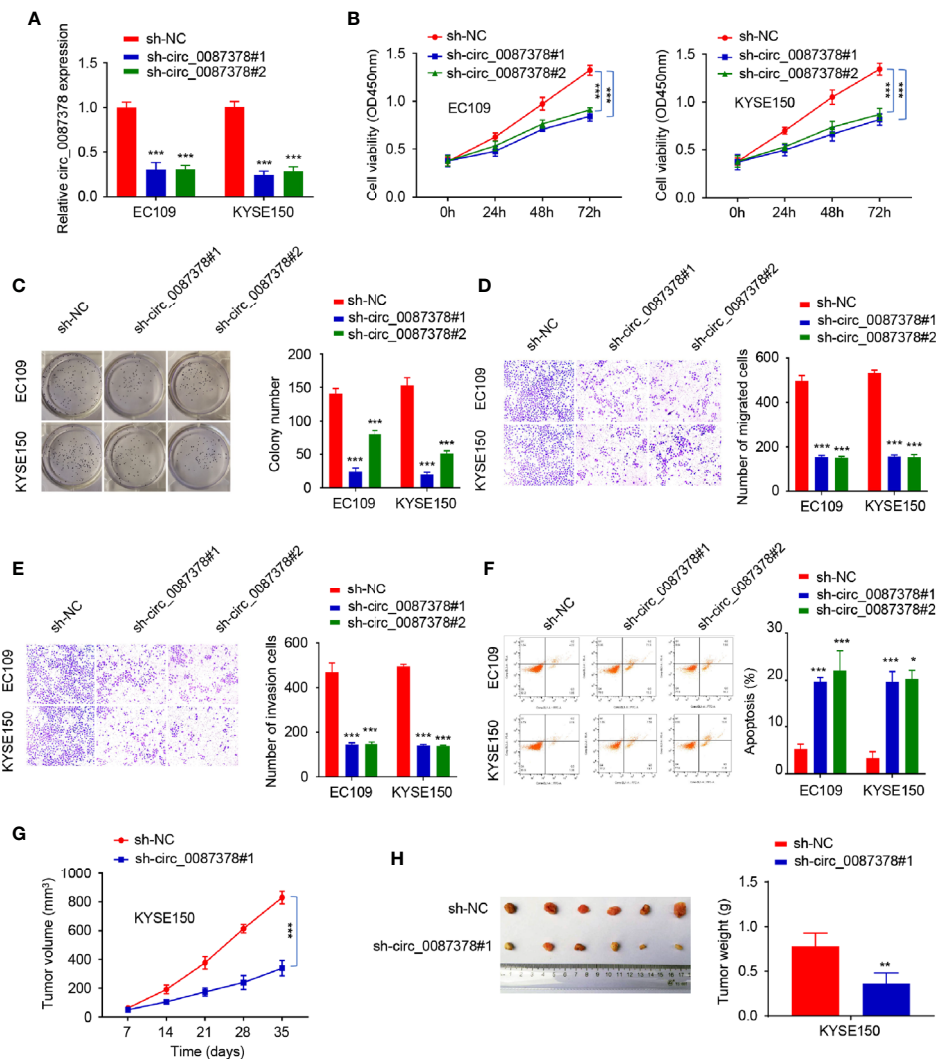 A
sh-NC
sh-circ_0087378#1
sh-circ_0087378#2
Relative circ_0087378 expression
1.5
1.0
0.5
0.0
***
***
***
***
EC109
KYSE150
B
sh-NC
sh-circ_0087378#1
sh-circ_0087378#2
Cell viability (OD450nm)
1.5
1.0
0.5
0.0
EC109
***
***
0h
24h
48h
72h
sh-NC
sh-circ_0087378#1
sh-circ_0087378#2
Cell viability (OD450nm)
1.5
1.0
0.5
0.0
KYSE150
***
***
0h
24h
48h
72h
C
sh-NC
sh-circ_0087378#1
sh-circ_0087378#2
EC109
KYSE150
sh-NC
sh-circ_0087378#1
sh-circ_0087378#2
Colony number
200
150
100
50
0
***
***
***
***
EC109
KYSE150
D
sh-NC
sh-circ_0087378#1
sh-circ_0087378#2
EC109
KYSE150
sh-NC
sh-circ_0087378#1
sh-circ_0087378#2
Number of migrated cells
600
400
200
0
***
***
***
***
EC109
KYSE150
E
sh-NC
sh-circ_0087378#1
sh-circ_0087378#2
EC109
KYSE150
sh-NC
sh-circ_0087378#1
sh-circ_0087378#2
Number of invasion cells
600
400
200
0
***
***
***
***
EC109
KYSE150
F
sh-NC
sh-circ_0087378#1
sh-circ_0087378#2
EC109
KYSE150
sh-NC
sh-circ_0087378#1
sh-circ_0087378#2
Apoptosis (%)
30
20
10
0
***
***
***
*
EC109
KYSE150
G
sh-NC
sh-circ_0087378#1
Tumor volume (mm³)
1000
800
600
400
200
0
KYSE150
***
7
14
21
28
35
Time (days)
H
sh-NC
sh-circ_0087378#1
sh-NC
sh-circ_0087378#1
Tumor weight (g)
1.5
1.0
0.5
0.0
**
KYSE150